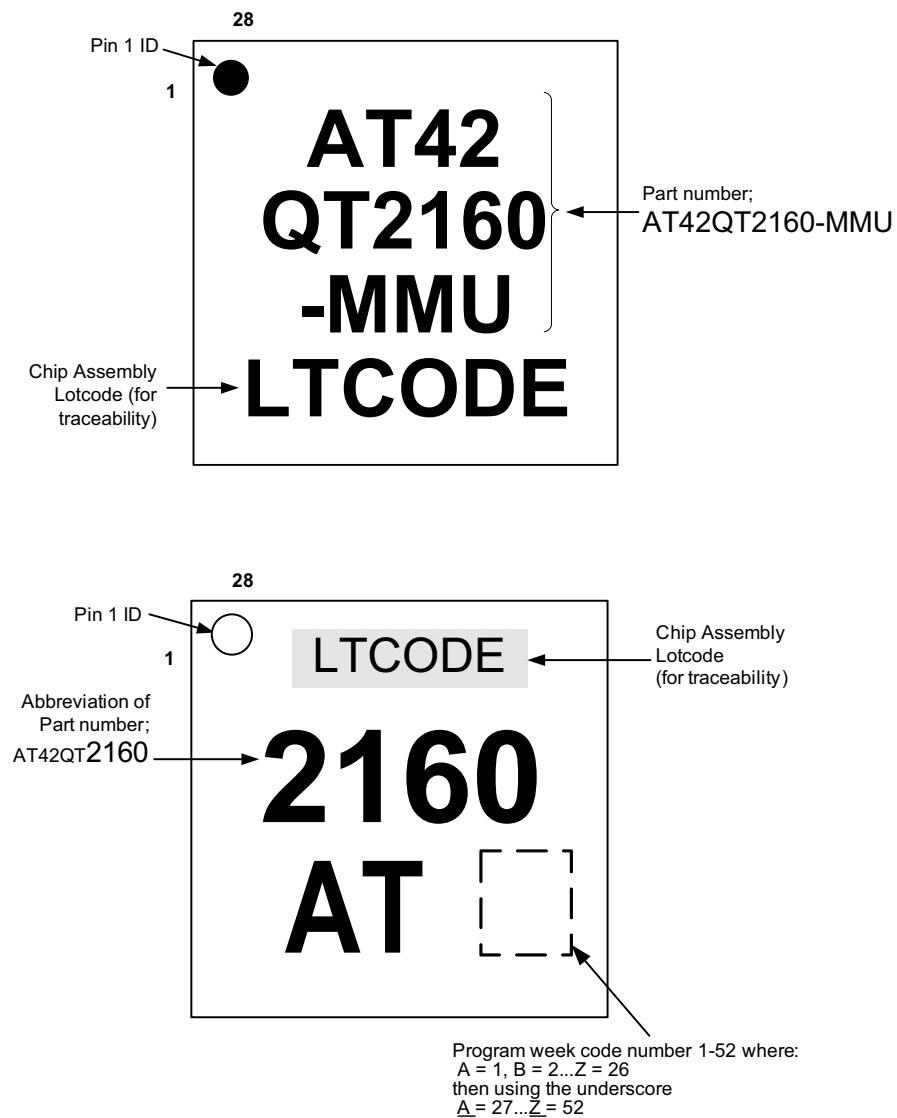 28
Pin 1 ID
1
AT42
QT2160
-MMU
LTCODE
Part number;
AT42QT2160-MMU
Chip Assembly
Lotcode (for
traceability)
28
Pin 1 ID
1
LTCODE
Chip Assembly
Lotcode
(for traceability)
Abbreviation of
Part number;
AT42QT2160
2160
AT
Program week code number 1-52 where:
A = 1, B = 2...Z = 26
then using the underscore
A = 27...Z = 52